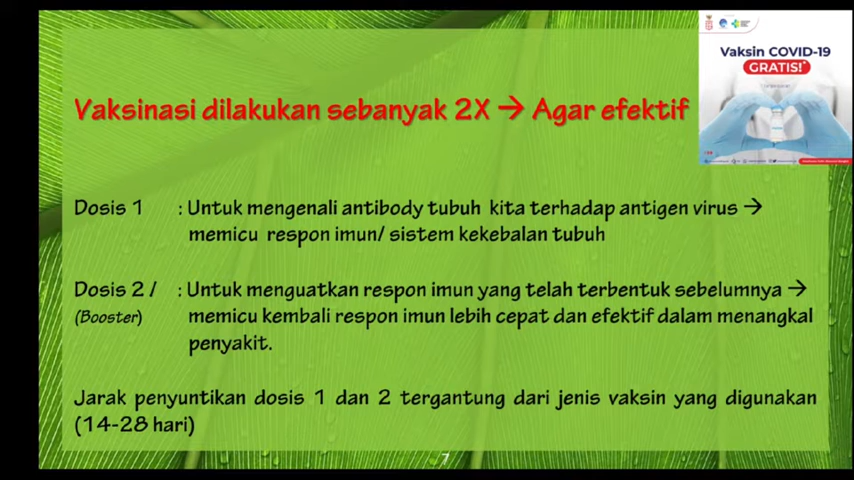 Vaksin COVID-19
GRATIS!*
Vaksinasi dilakukan sebanyak 2X → Agar efektif
Dosis 1 : Untuk mengenali antibody tubuh kita terhadap antigen virus →
memicu respon imun/ sistem kekebalan tubuh
Dosis 2 / : Untuk menguatkan respon imun yang telah terbentuk sebelumnya →
(Booster) memicu kembali respon imun lebih cepat dan efektif dalam menangkal
penyakit.
Jarak penyuntikan dosis 1 dan 2 tergantung dari jenis vaksin yang digunakan
(14-28 hari)
7